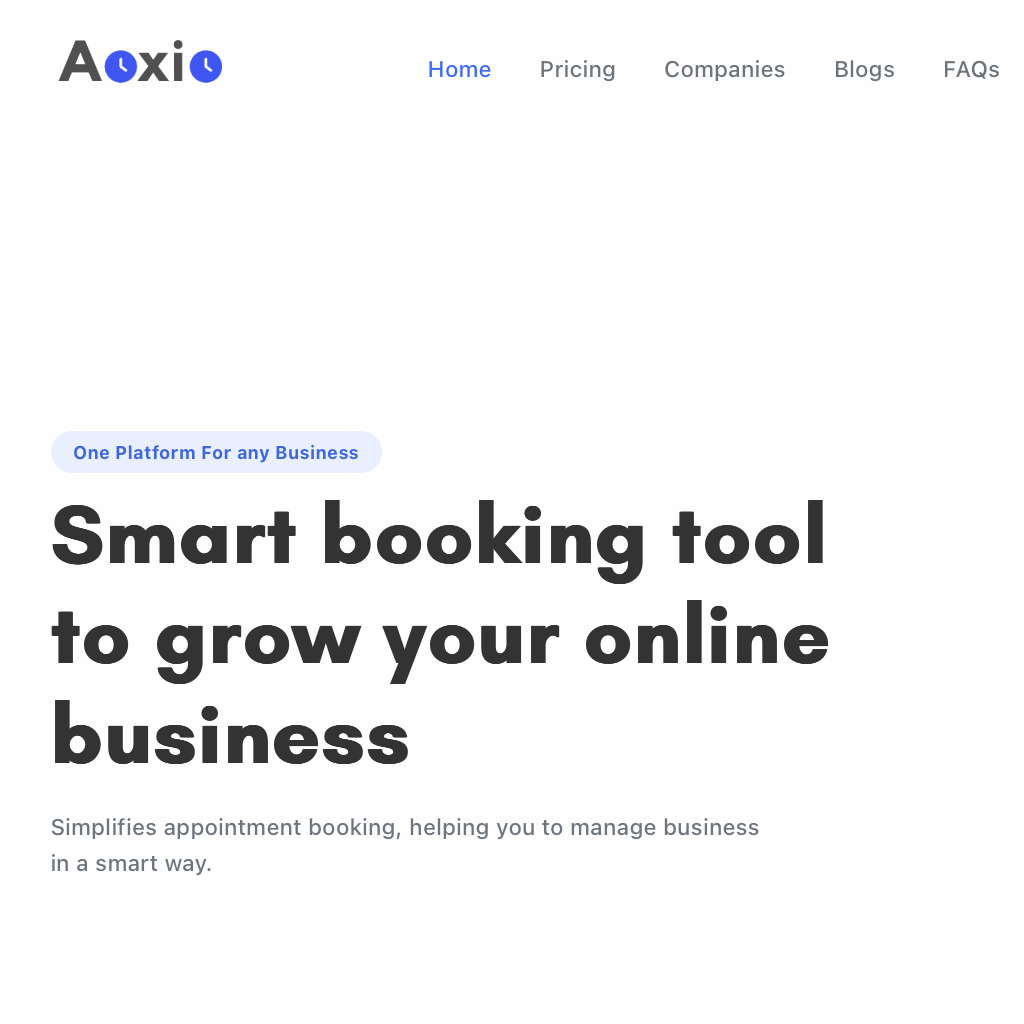 Aoxio
Home Pricing Companies Blogs FAQs
One Platform For any Business
Smart booking tool
to grow your online
business
Simplifies appointment booking, helping you to manage business
in a smart way.